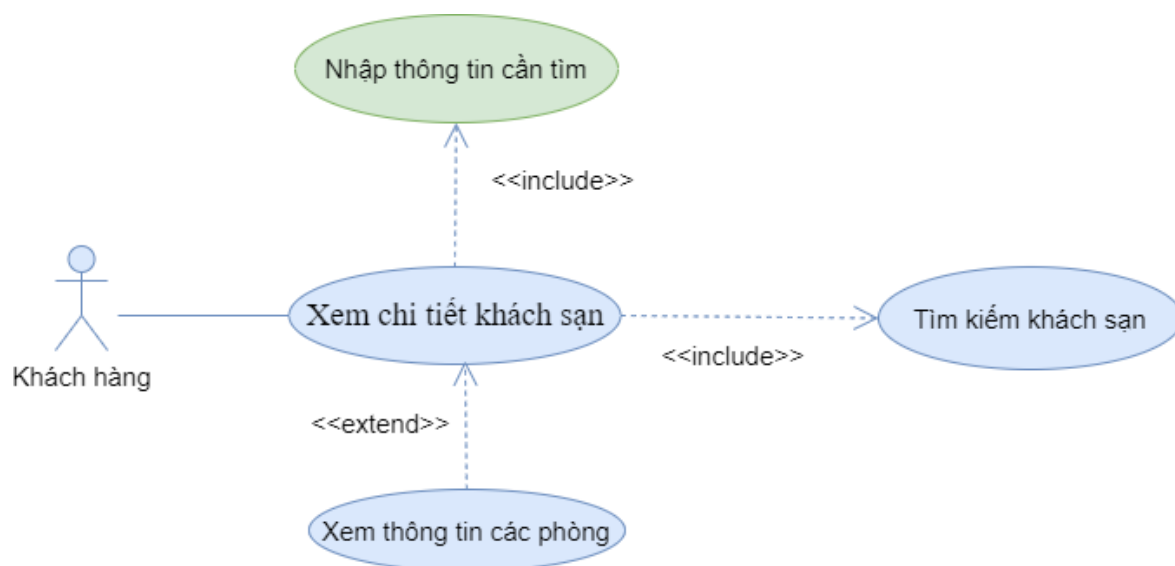 Nhập thông tin cần tìm
<<include>>
Xem chi tiết khách sạn
Tìm kiếm khách sạn
<<include>>
Khách hàng
<<extend>>
Xem thông tin các phòng